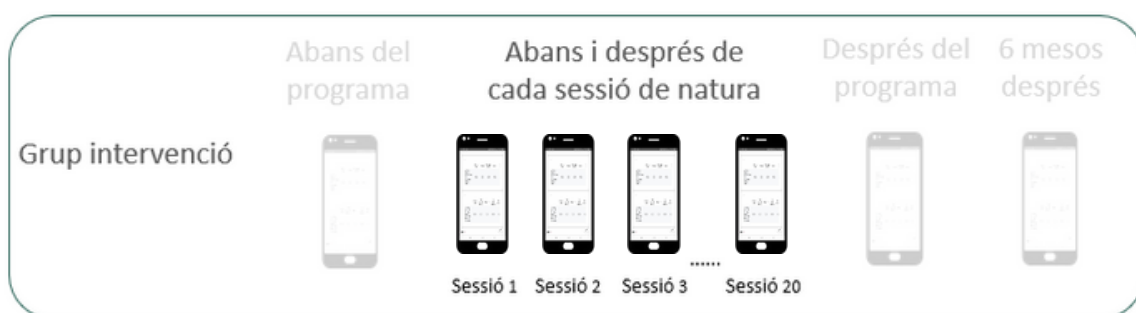 Abans del
programa
Abans i després de
cada sessió de natura
Després del
programa
6 mesos
després
Grup intervenció
......
Sessió 1
Sessió 2
Sessió 3
Sessió 20